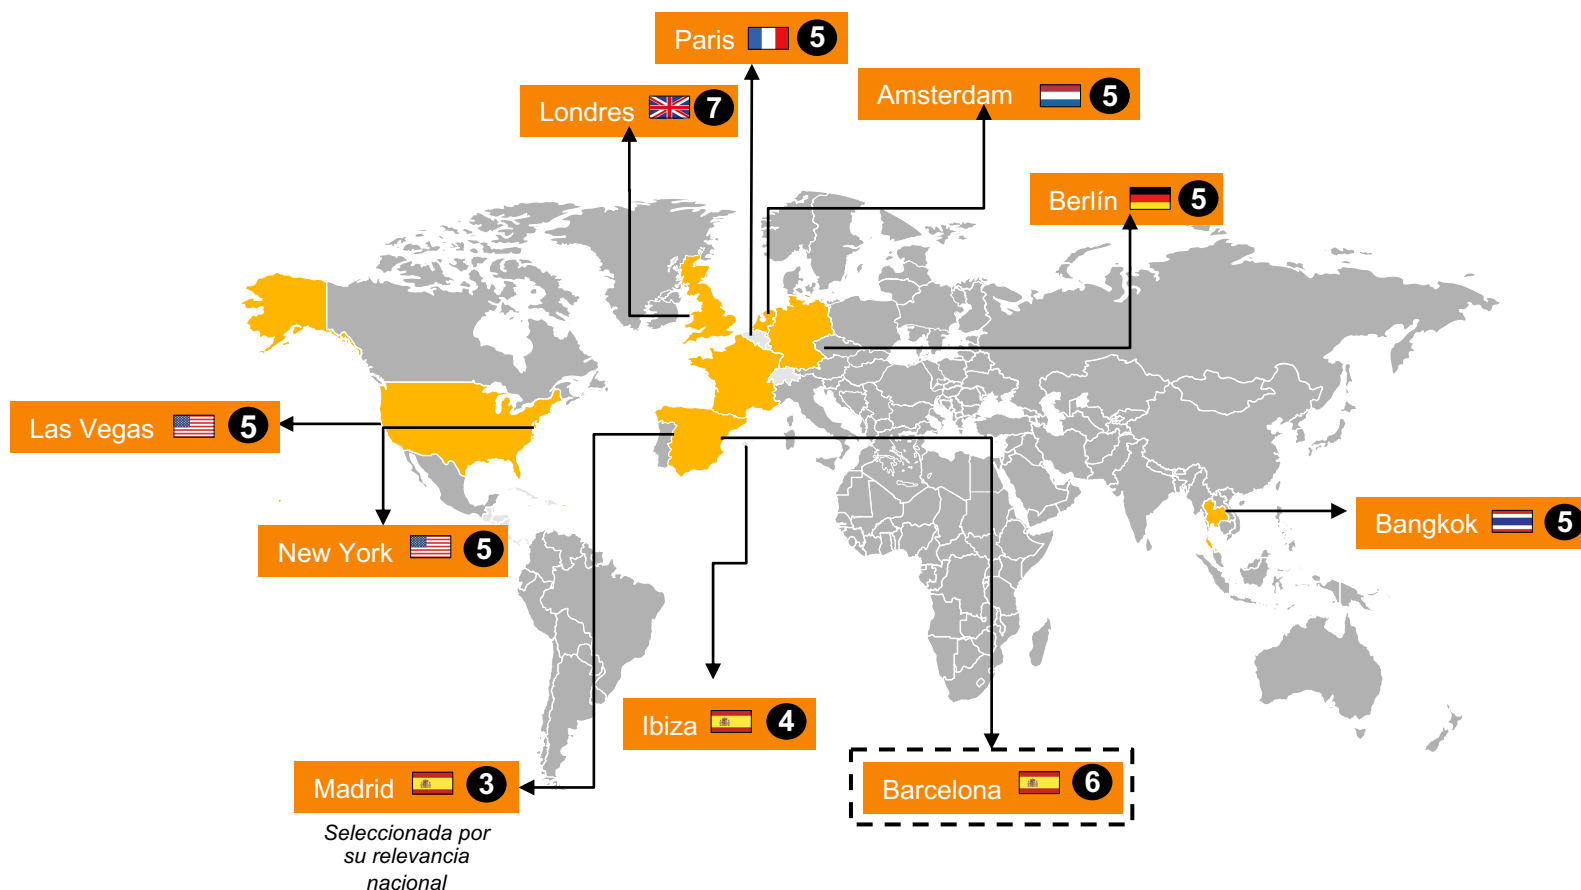 Paris 5
Londres 7
Amsterdam 5
Berlín 5
Las Vegas 5
New York 5
Bangkok 5
Ibiza 4
Madrid 3
Barcelona 6
Seleccionada por
su relevancia
nacional